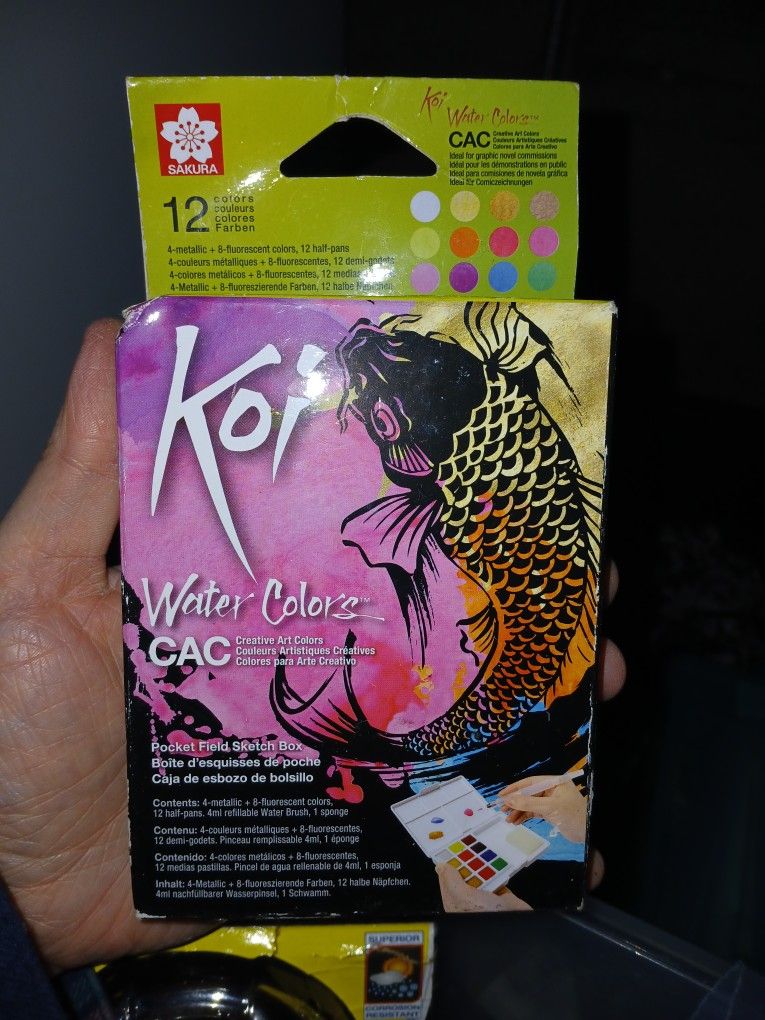 SAKURA
Koi Water Colors™
CAC Creative Art Colors
Couleurs Artistiques Créatives
Colores para Arte Creativo
Ideal for graphic novel commissions
Idéal pour les démonstrations en public
Ideal para comisiones de novela gráfica
Ideal für Comiczeichnungen
12 colors
couleurs
colores
Farben
4-metallic + 8-fluorescent colors, 12 half-pans
4-couleurs métalliques + 8-fluorescentes, 12 demi-godets
4-colores metálicos + 8-fluorescentes, 12 medias
4-Metallic + 8-fluoreszierende Farben, 12 halbe Näpfchen
Koi
Water Colors™
CAC Creative Art Colors
Couleurs Artistiques Créatives
Colores para Arte Creativo
Pocket Field Sketch Box
Boîte d'esquisses de poche
Caja de esbozo de bolsillo
Contents: 4-metallic + 8-fluorescent colors,
12 half-pans. 4ml refillable Water Brush, 1 sponge
Contenu: 4-couleurs métalliques + 8-fluorescentes,
12 demi-godets. Pinceau remplissable 4ml, 1 éponge
Contenido: 4-colores metálicos + 8-fluorescentes,
12 medias pastillas. Pincel de agua rellenable de 4ml, 1 esponja
Inhalt: 4-Metallic + 8-fluoreszierende Farben, 12 halbe Näpfchen.
4ml nachfüllbarer Wasserpinsel, 1 Schwamm.
SUPERIOR
CORROSION
RESISTANT